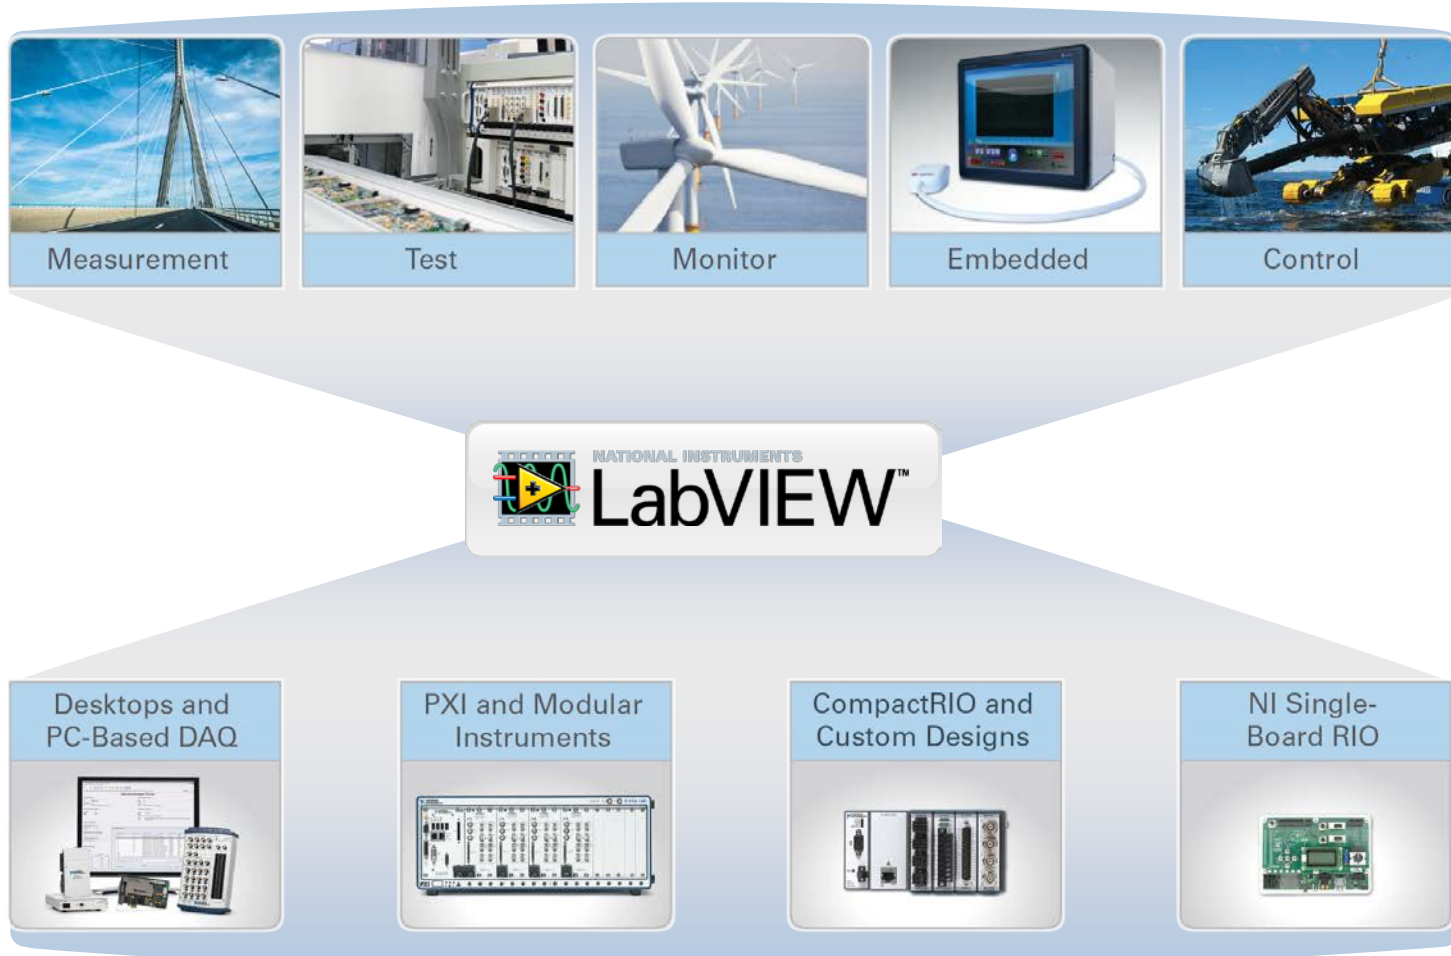 Measurement
Test
Monitor
Embedded
Control
NATIONAL INSTRUMENTS
LabVIEW™
Desktops and
PC-Based DAQ
PXI and Modular
Instruments
CompactRIO and
Custom Designs
NI Single-
Board RIO
PXI